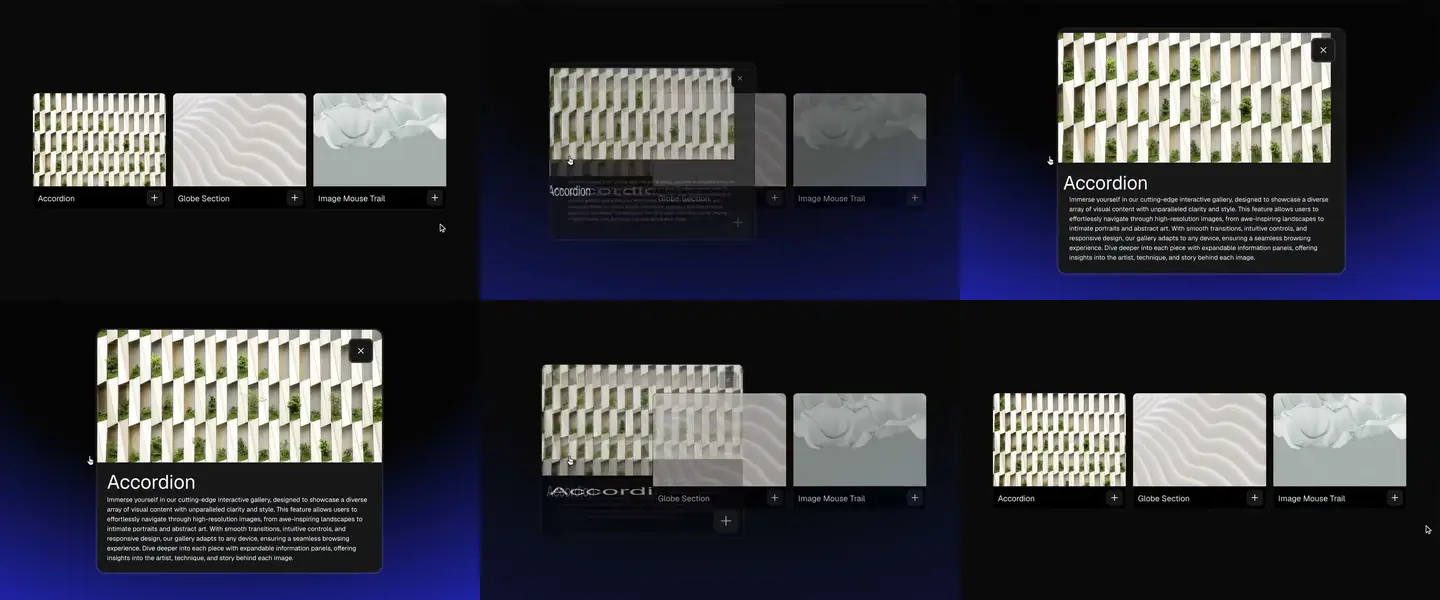 Accordion
Globe Section
Image Mouse Trail
Accordion
Globe Section
Image Mouse Trail
Accordion
Immerse yourself in our cutting-edge interactive gallery, designed to showcase a diverse
array of visual content with unparalleled clarity and style. This feature allows users to
effortlessly navigate through high-resolution images, from awe-inspiring landscapes to
intimate portraits and abstract art. With smooth transitions, intuitive controls, and
responsive design, our gallery adapts to any device, ensuring a seamless browsing
experience. Dive deeper into each piece with expandable information panels, offering
insights into the artist, technique, and story behind each image.
Accordion
Immerse yourself in our cutting-edge interactive gallery, designed to showcase a diverse
array of visual content with unparalleled clarity and style. This feature allows users to
effortlessly navigate through high-resolution images, from awe-inspiring landscapes to
intimate portraits and abstract art. With smooth transitions, intuitive controls, and
responsive design, our gallery adapts to any device, ensuring a seamless browsing
experience. Dive deeper into each piece with expandable information panels, offering
insights into the artist, technique, and story behind each image.
Accordi
Globe Section
Image Mouse Trail
Accordion
Globe Section
Image Mouse Trail